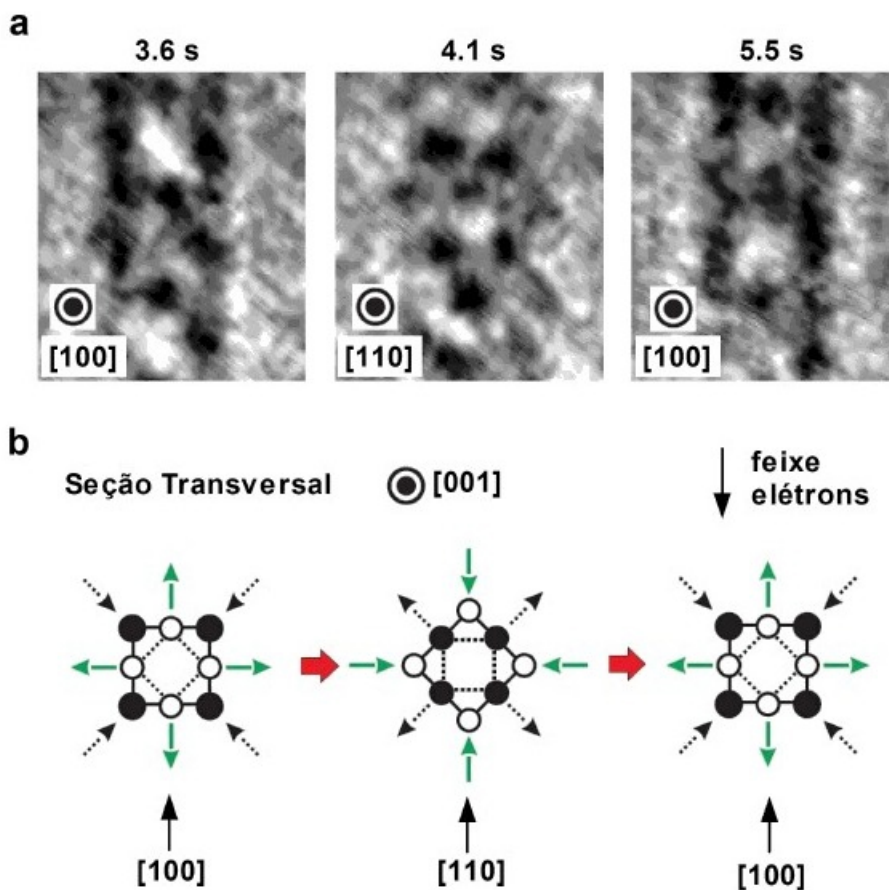 a
3.6 s 4.1 s 5.5 s
[100] [110] [100]
b
Seção Transversal [001] feixe
elétrons
[100] [110] [100]